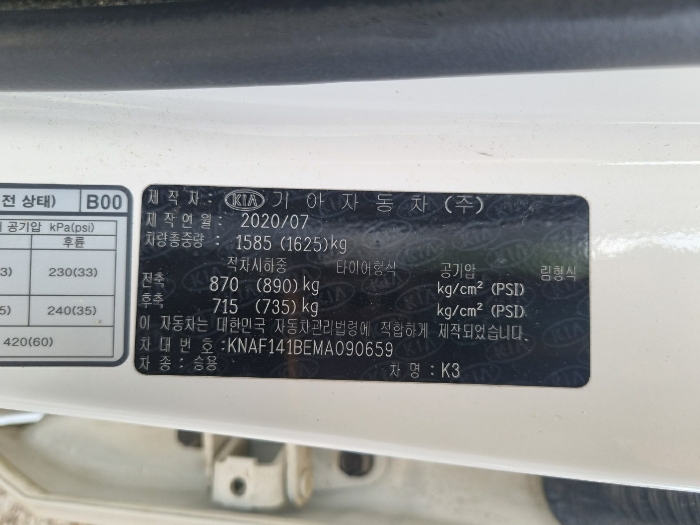 전 상태) B00
공기압 kPa(psi)
후륜
3) 230(33)
5) 240(35)
420(60)
제 작 자 : KIA 기 아 자 동 차 (주)
제 작 연 월 : 2020/07
차량총중량 : 1585 (1625)kg
적차시하중 타이어형식 공기압 림형식
전축 870 (890)kg kg/cm² (PSI)
후축 715 (735)kg kg/cm² (PSI)
이 자동차는 대한민국 자동차관리법령에 적합하게 제작되었습니다.
차 대 번 호 : KNAF141BEMA090659
차 종 : 승용 차 명 : K3